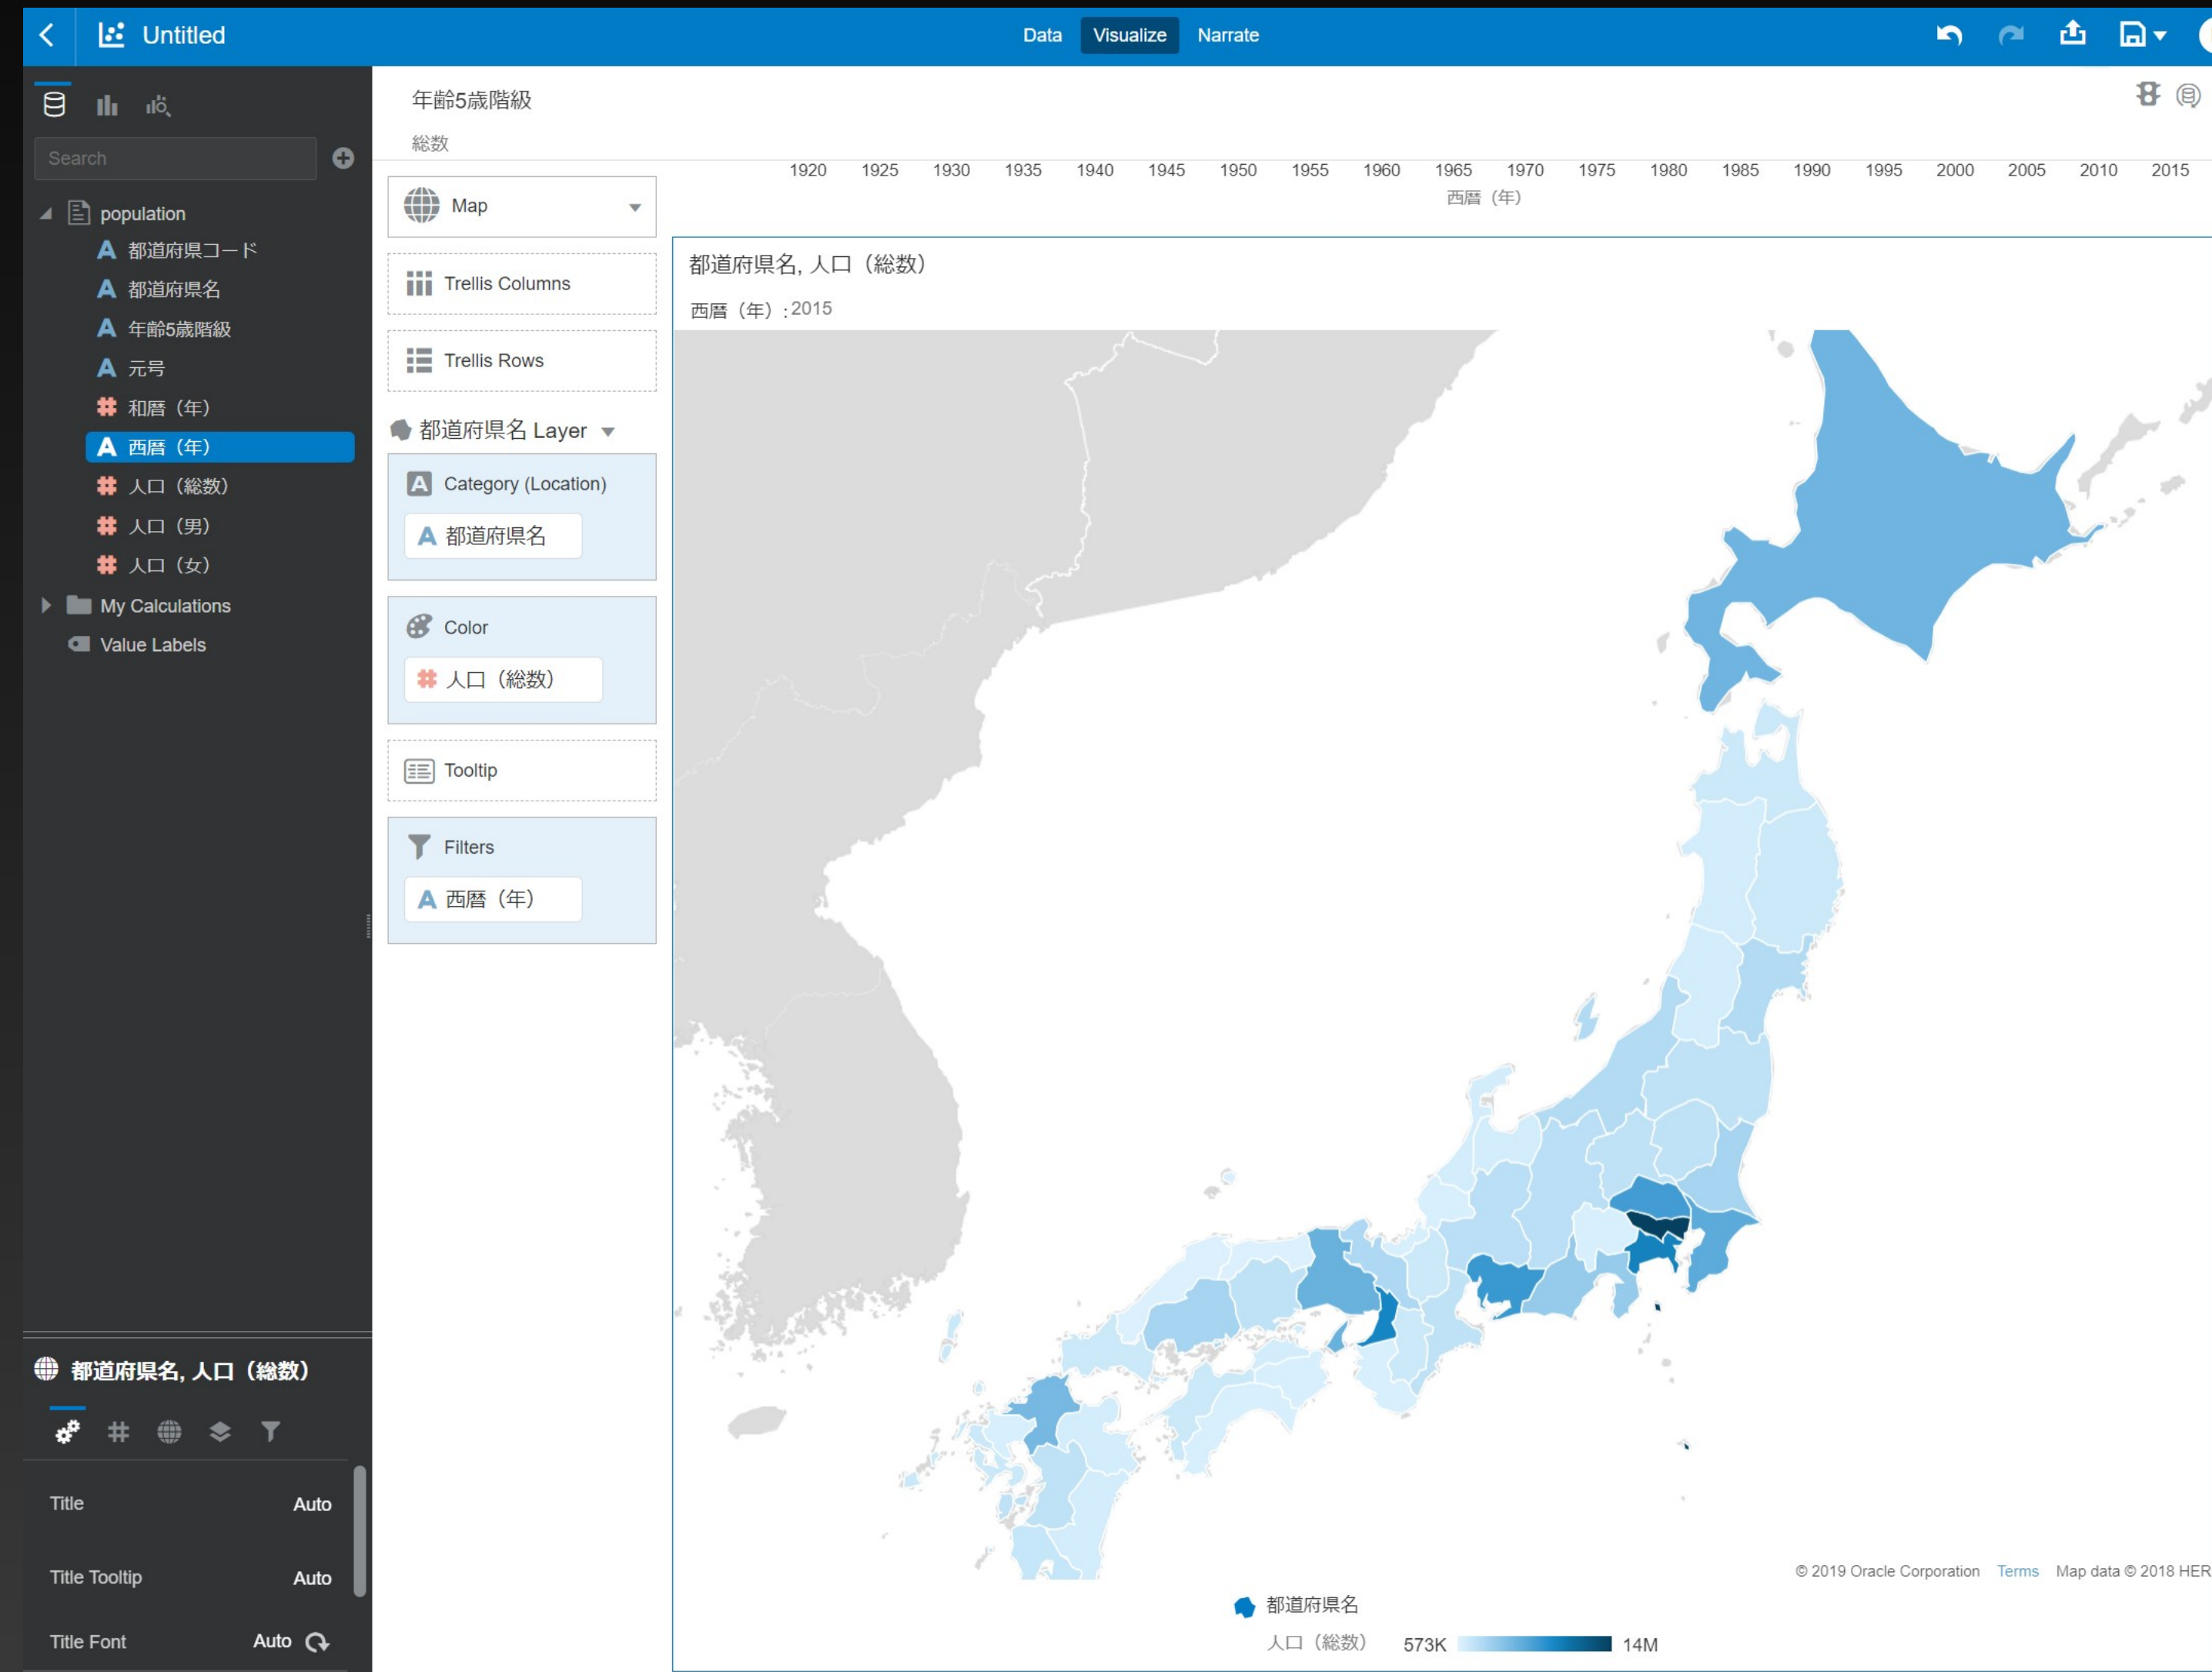 Untitled
Data Visualize Narrate
Search
population
都道府県コード
都道府県名
年齢5歳階級
元号
和暦（年）
西暦（年）
人口（総数）
人口（男）
人口（女）
My Calculations
Value Labels
都道府県名, 人口（総数）
Title Auto
Title Tooltip Auto
Title Font Auto
年齢5歳階級
総数
1920 1925 1930 1935 1940 1945 1950 1955 1960 1965 1970 1975 1980 1985 1990 1995 2000 2005 2010 2015
西暦（年）
Map
Trellis Columns
Trellis Rows
都道府県名 Layer
Category (Location)
都道府県名
Color
人口（総数）
Tooltip
Filters
西暦（年）
都道府県名, 人口（総数）
西暦（年）: 2015
© 2019 Oracle Corporation Terms Map data © 2018 HER
都道府県名
人口（総数） 573K 14M